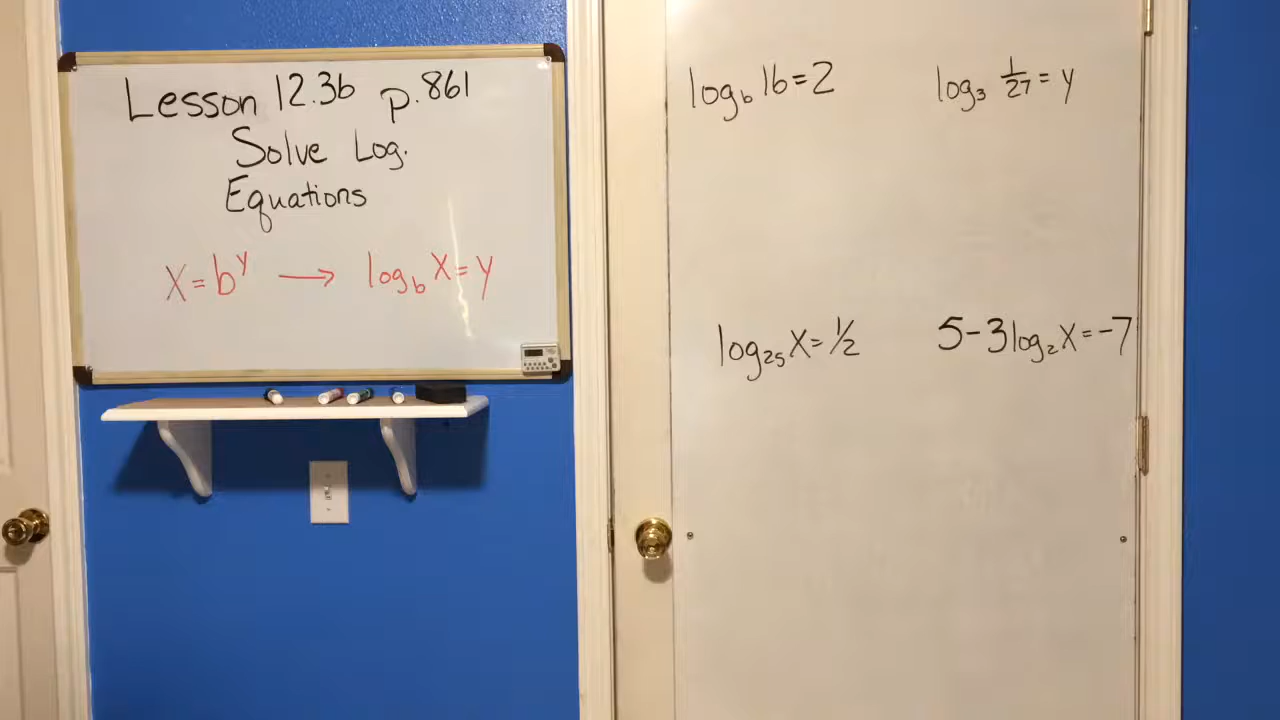 Lesson 12.3b p.861
Solve Log.
Equations
x = b^y → log_b x = y
log_b 16 = 2
log_3 1/27 = y
log_25 x = 1/2
5 - 3log_2 x = -7